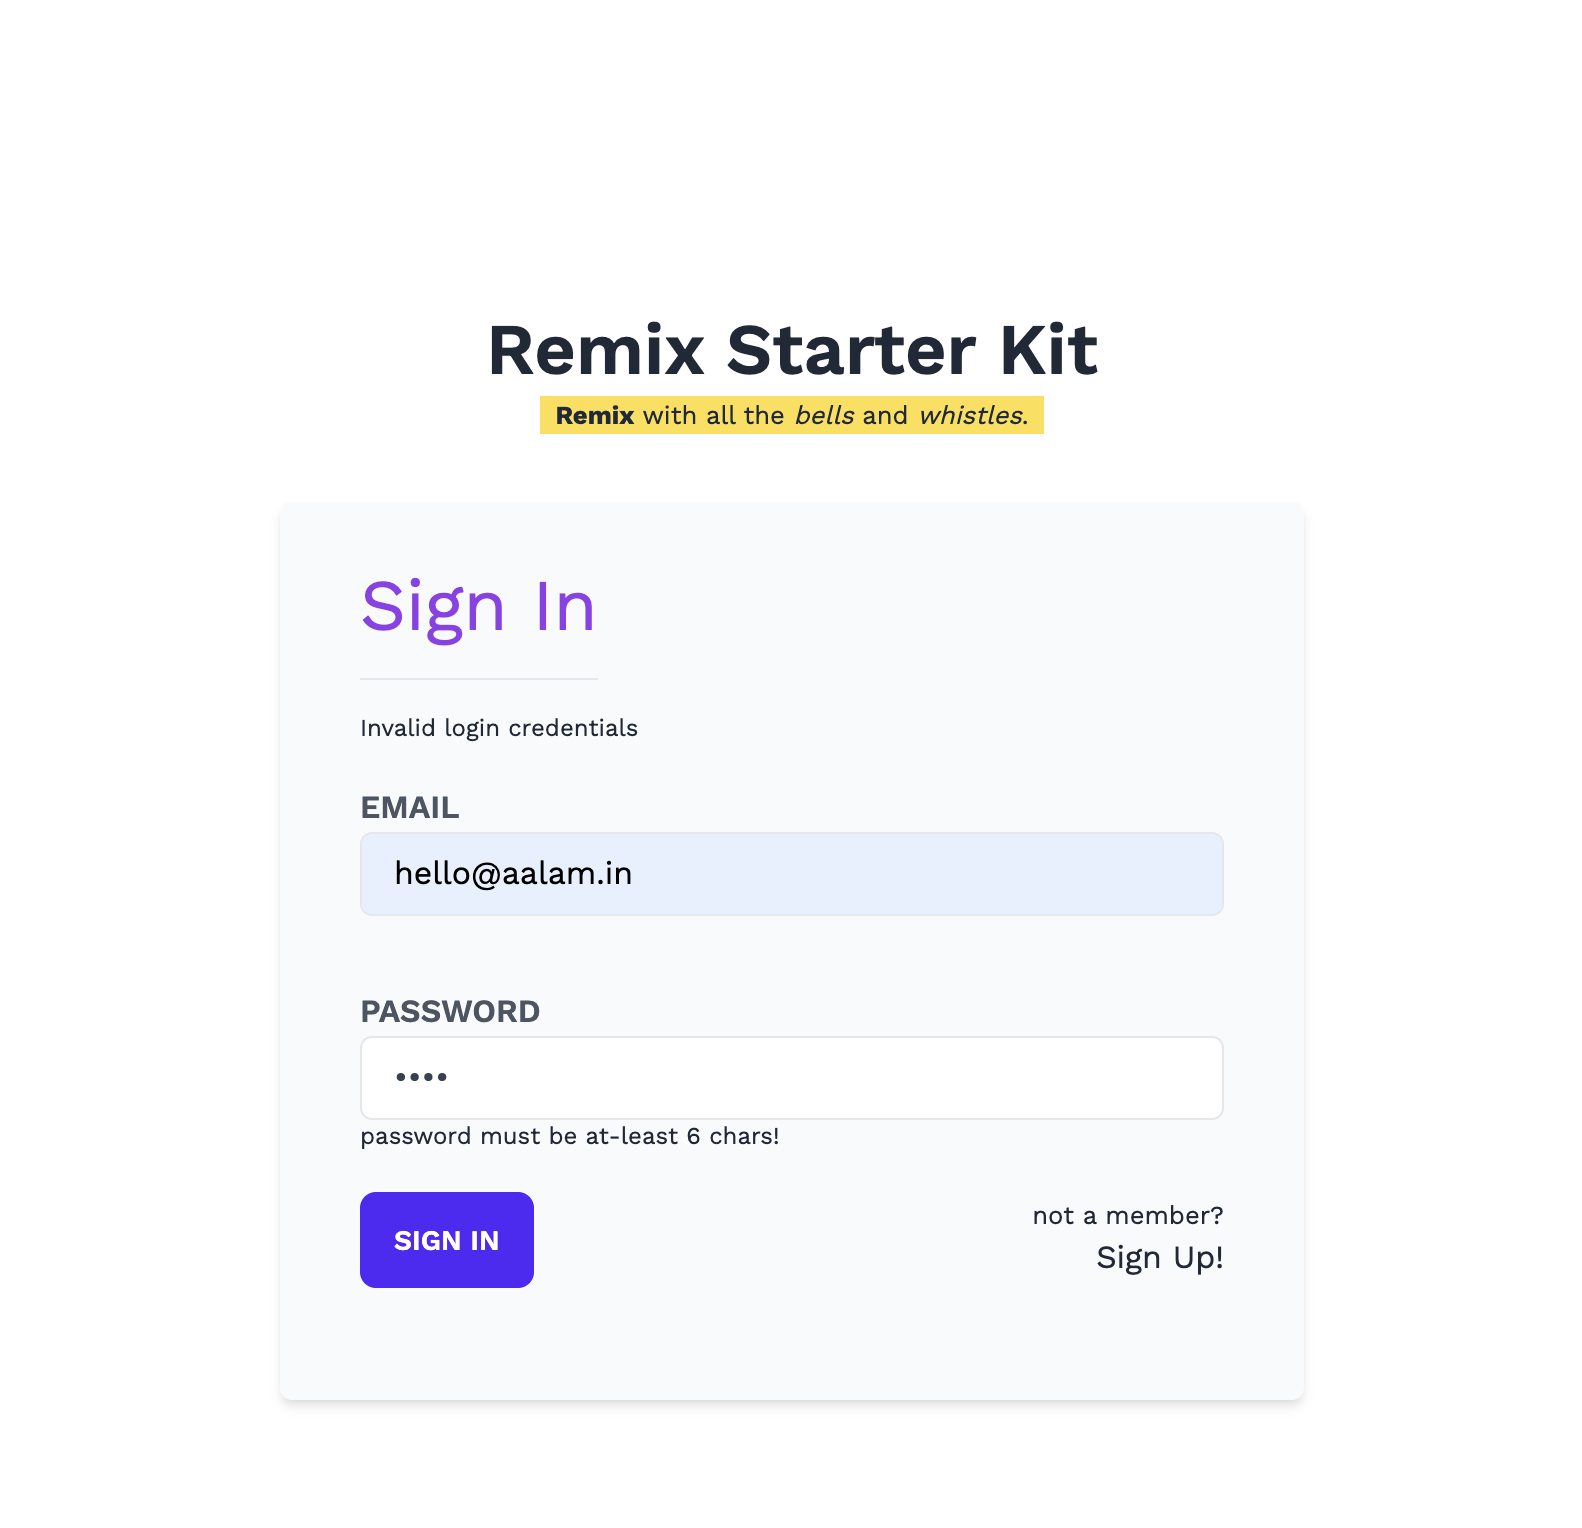 Remix Starter Kit
Remix with all the bells and whistles.
Sign In
Invalid login credentials
EMAIL
hello@aalam.in
PASSWORD
••••
password must be at-least 6 chars!
SIGN IN
not a member?
Sign Up!